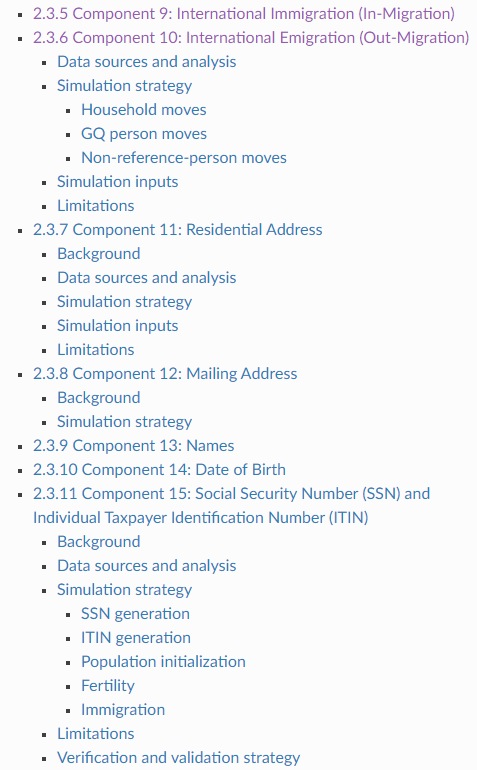 2.3.5 Component 9: International Immigration (In-Migration)
2.3.6 Component 10: International Emigration (Out-Migration)
Data sources and analysis
Simulation strategy
Household moves
GQ person moves
Non-reference-person moves
Simulation inputs
Limitations
2.3.7 Component 11: Residential Address
Background
Data sources and analysis
Simulation strategy
Simulation inputs
Limitations
2.3.8 Component 12: Mailing Address
Background
Simulation strategy
2.3.9 Component 13: Names
2.3.10 Component 14: Date of Birth
2.3.11 Component 15: Social Security Number (SSN) and
Individual Taxpayer Identification Number (ITIN)
Background
Data sources and analysis
Simulation strategy
SSN generation
ITIN generation
Population initialization
Fertility
Immigration
Limitations
Verification and validation strategy